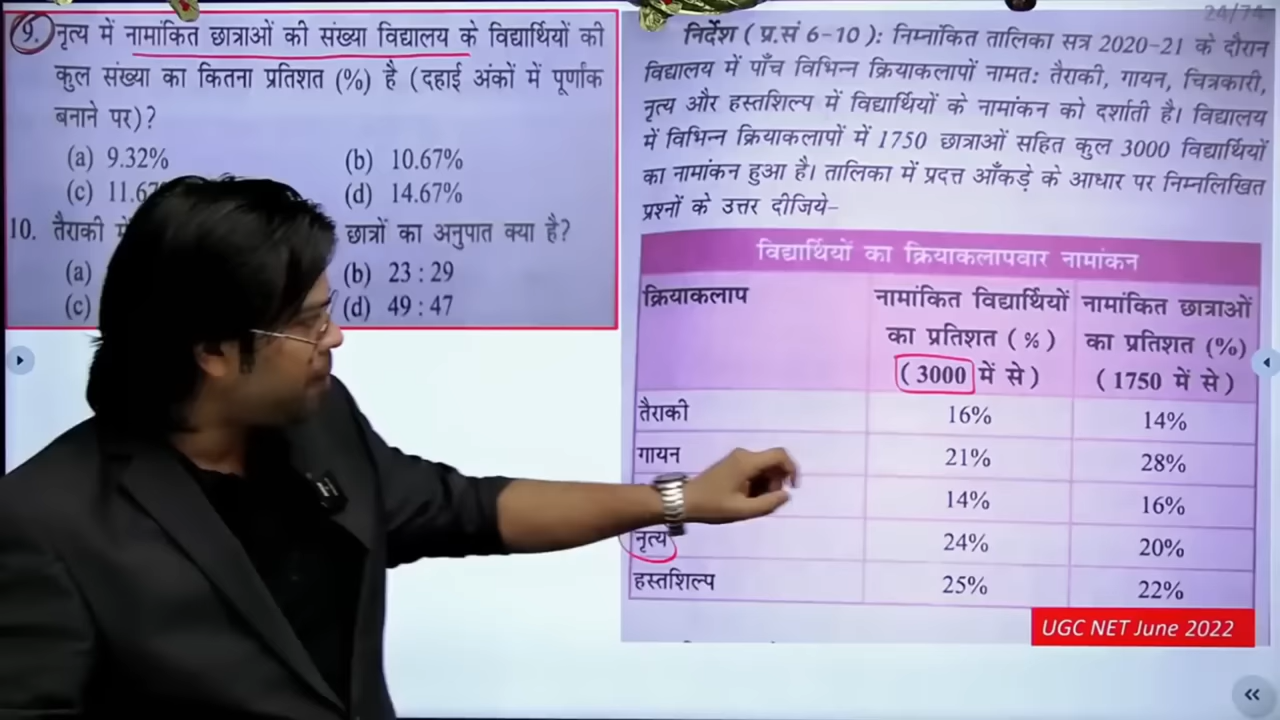 9. नृत्य में नामांकित छात्राओं की संख्या विद्यालय के विद्यार्थियों की
कुल संख्या का कितना प्रतिशत (%) है (दहाई अंकों में पूर्णांक
बनाने पर)?
(a) 9.32% (b) 10.67%
(c) 11.67 (d) 14.67%
10. तैराकी में छात्रों का अनुपात क्या है?
(a) (b) 23 : 29
(c) (d) 49 : 47
24/74
निर्देश ( प्र.सं 6-10 ) : निम्नांकित तालिका सत्र 2020-21 के दौरान
विद्यालय में पाँच विभिन्न क्रियाकलापों नामत: तैराकी, गायन, चित्रकारी,
नृत्य और हस्तशिल्प में विद्यार्थियों के नामांकन को दर्शाती है। विद्यालय
में विभिन्न क्रियाकलापों में 1750 छात्राओं सहित कुल 3000 विद्यार्थियों
का नामांकन हुआ है। तालिका में प्रदत्त आँकड़े के आधार पर निम्नलिखित
प्रश्नों के उत्तर दीजिये-
विद्यार्थियों का क्रियाकलापवार नामांकन
क्रियाकलाप नामांकित विद्यार्थियों नामांकित छात्राओं
का प्रतिशत ( % ) का प्रतिशत (%)
( 3000 में से ) ( 1750 में से )
तैराकी 16% 14%
गायन 21% 28%
14% 16%
नृत्य 24% 20%
हस्तशिल्प 25% 22%
UGC NET June 2022